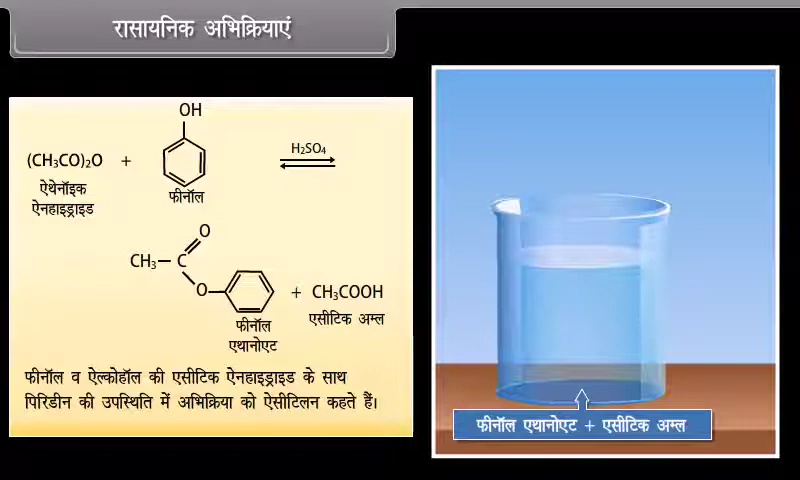 रासायनिक अभिक्रियाएं
OH
(CH₃CO)₂O + H₂SO₄
ऐथेनॉइक
ऐनहाइड्राइड
फीनॉल
O
CH₃ — C
O
+ CH₃COOH
फीनॉल
एथानोएट
एसीटिक अम्ल
फीनॉल व ऐल्कोहॉल की एसीटिक ऐनहाइड्राइड के साथ
पिरिडीन की उपस्थिति में अभिक्रिया को ऐसीटिलन कहते हैं।
फीनॉल एथानोएट + एसीटिक अम्ल